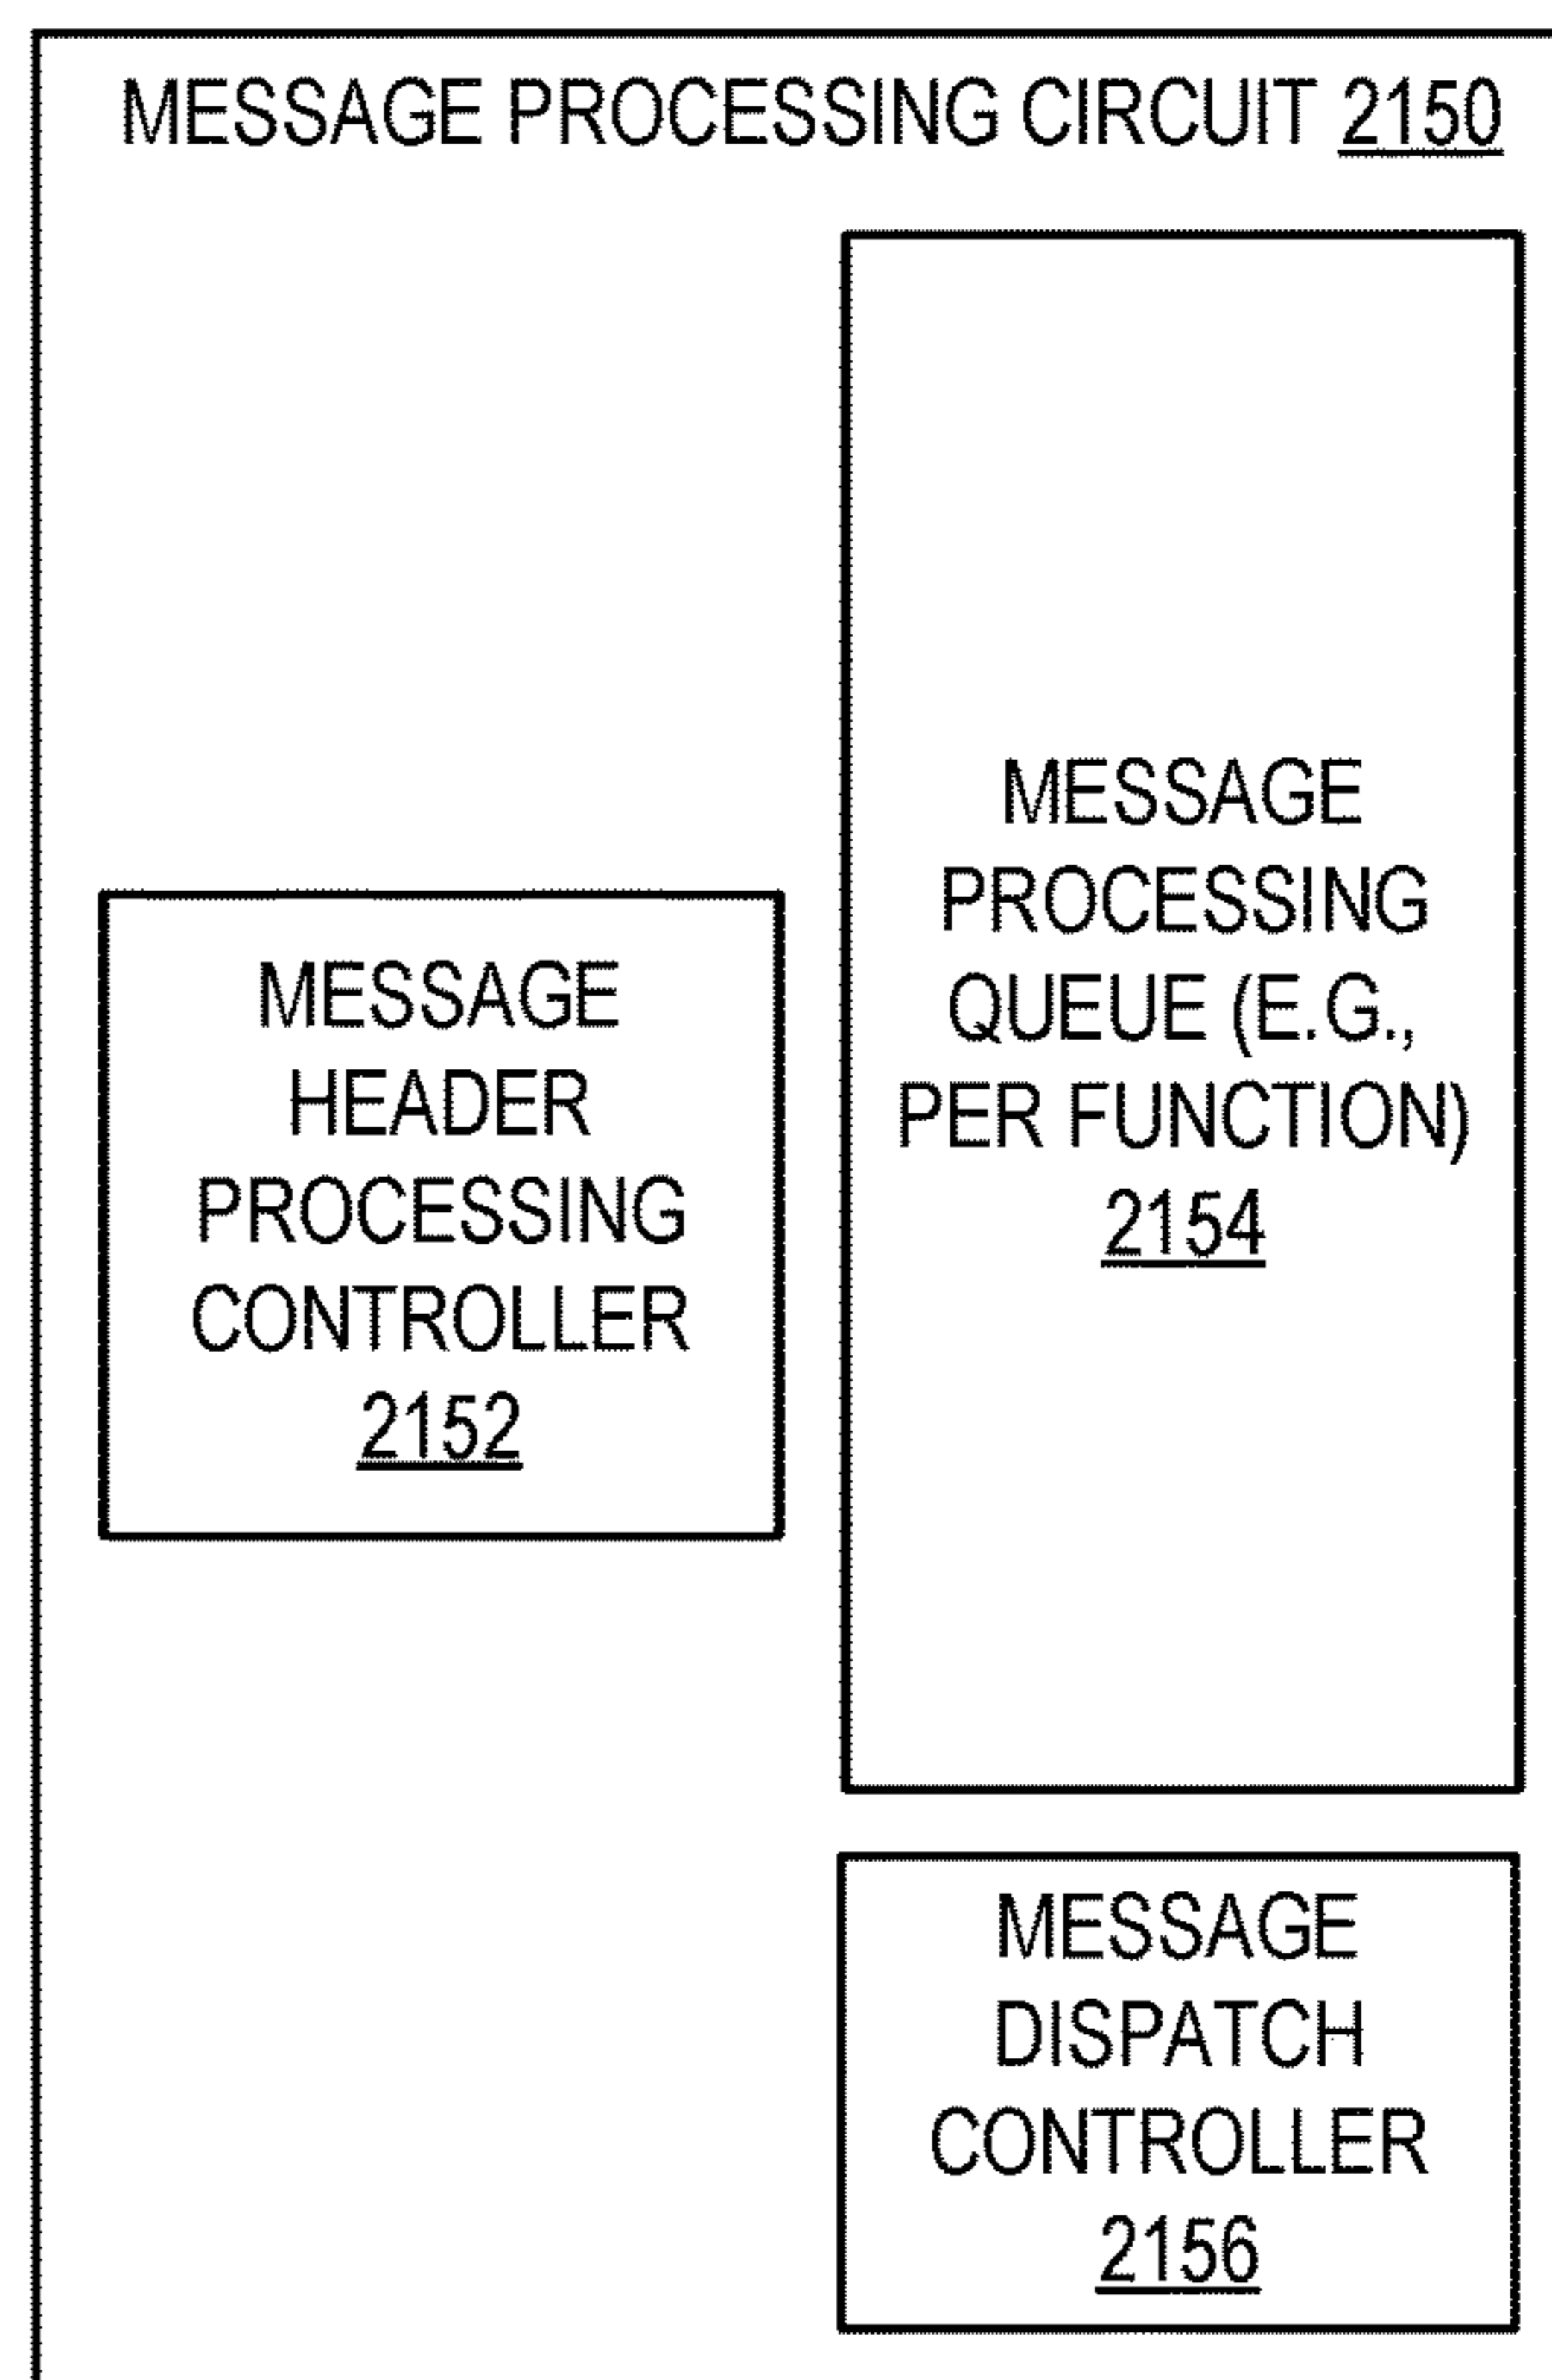 MESSAGE PROCESSING CIRCUIT 2150
MESSAGE
HEADER
PROCESSING
CONTROLLER
2152
MESSAGE
PROCESSING
QUEUE (E.G.,
PER FUNCTION)
2154
MESSAGE
DISPATCH
CONTROLLER
2156